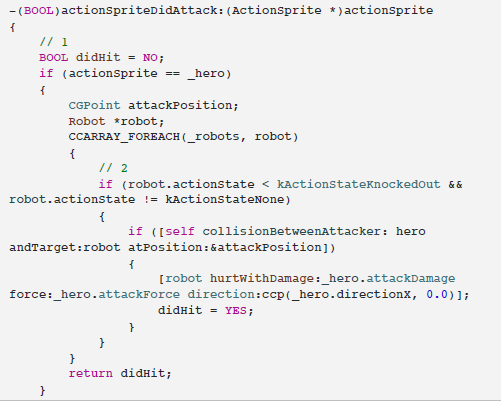 -(BOOL)actionSpriteDidAttack:(ActionSprite *)actionSprite
{
// 1
BOOL didHit = NO;
if (actionSprite == _hero)
{
CGPoint attackPosition;
Robot *robot;
CCARRAY_FOREACH(_robots, robot)
{
// 2
if (robot.actionState < kActionStateKnockedOut &&
robot.actionState != kActionStateNone)
{
if ([self collisionBetweenAttacker: hero
andTarget:robot atPosition:&attackPosition])
{
[robot hurtWithDamage:_hero.attackDamage
force:_hero.attackForce direction:ccp(_hero.directionX, 0.0)];
didHit = YES;
}
}
}
return didHit;
}